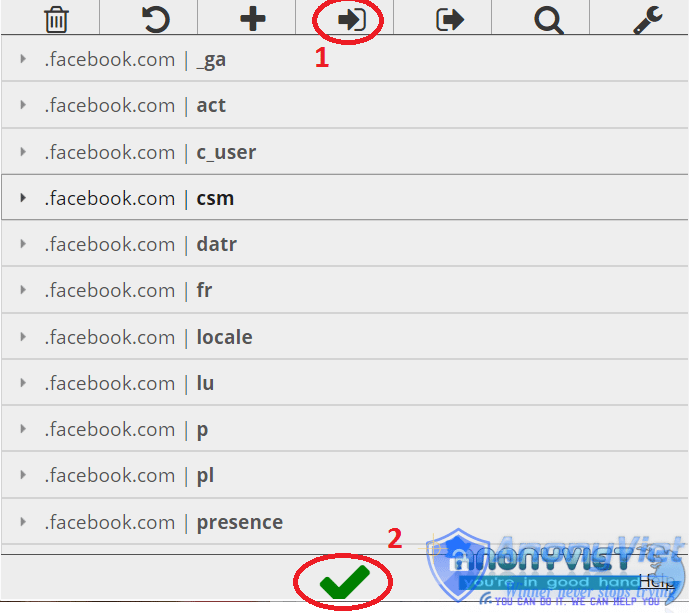 1
.facebook.com | _ga
.facebook.com | act
.facebook.com | c_user
.facebook.com | csm
.facebook.com | datr
.facebook.com | fr
.facebook.com | locale
.facebook.com | lu
.facebook.com | p
.facebook.com | pl
.facebook.com | presence
2
AnonyViet
ANONYVIET
you're in good hand
Help
Winner never stops trying
YOU CAN DO IT. WE CAN HELP YOU